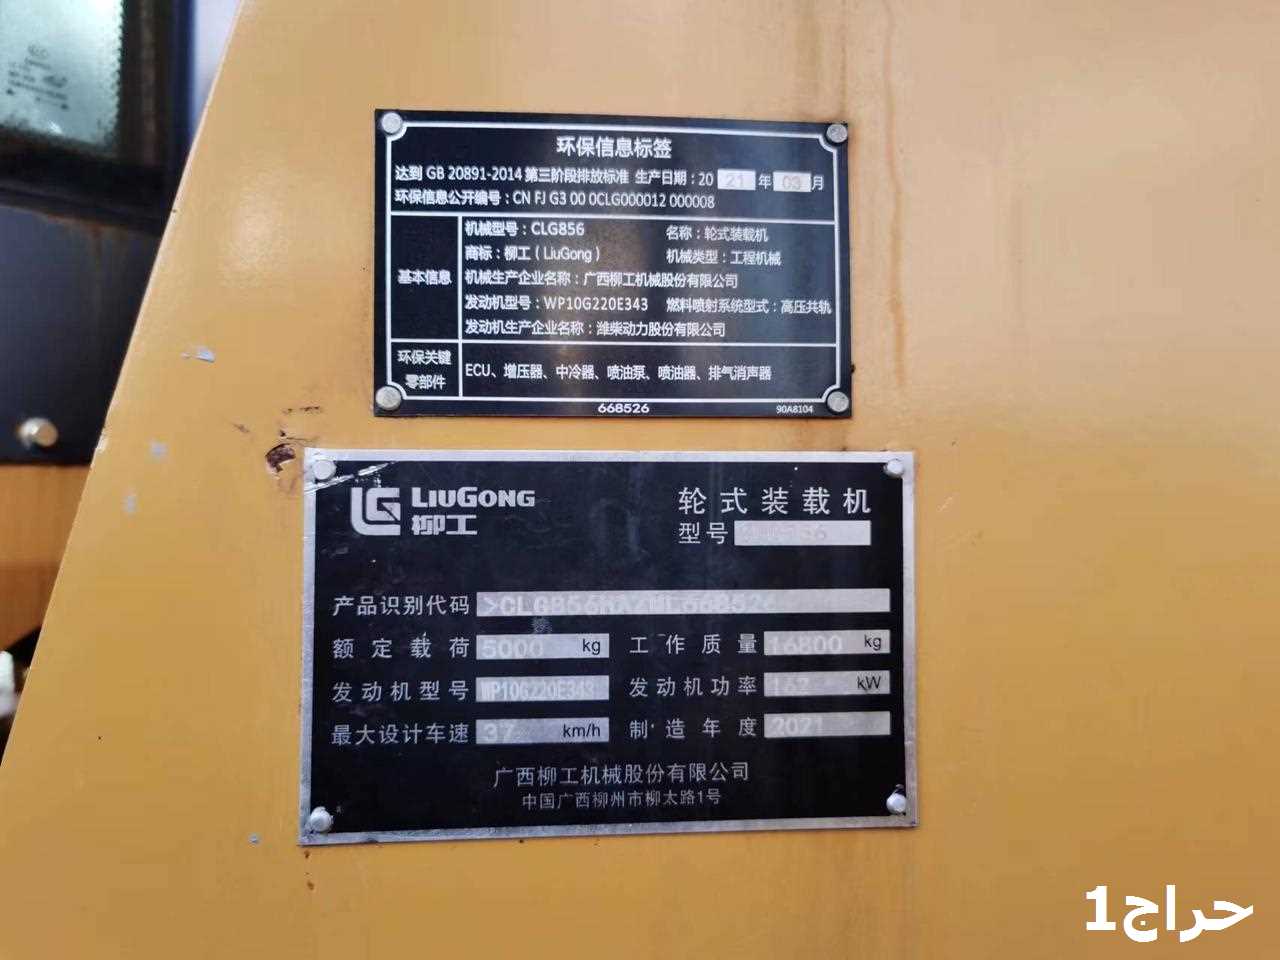 环保信息标签
达到 GB 20891-2014 第三阶段排放标准 生产日期：20 21 年 03 月
环保信息公开编号：CN FJ G3 00 0CLG000012 000008
基本信息
机械型号：CLG856 名称：轮式装载机
商标：柳工（LiuGong） 机械类型：工程机械
机械生产企业名称：广西柳工机械股份有限公司
发动机型号：WP10G220E343 燃料喷射系统型式：高压共轨
发动机生产企业名称：潍柴动力股份有限公司
环保关键
零部件
ECU、增压器、中冷器、喷油泵、喷油器、排气消声器
668526 90A8104
LG LIUGONG
柳工
轮式装载机
型号
产品识别代码
额定载荷 5000 kg 工作质量 16800 kg
发动机型号 WP10G220E343 发动机功率 162 kW
最大设计车速 37 km/h 制造年度 2021
广西柳工机械股份有限公司
中国广西柳州市柳太路1号
حراج1